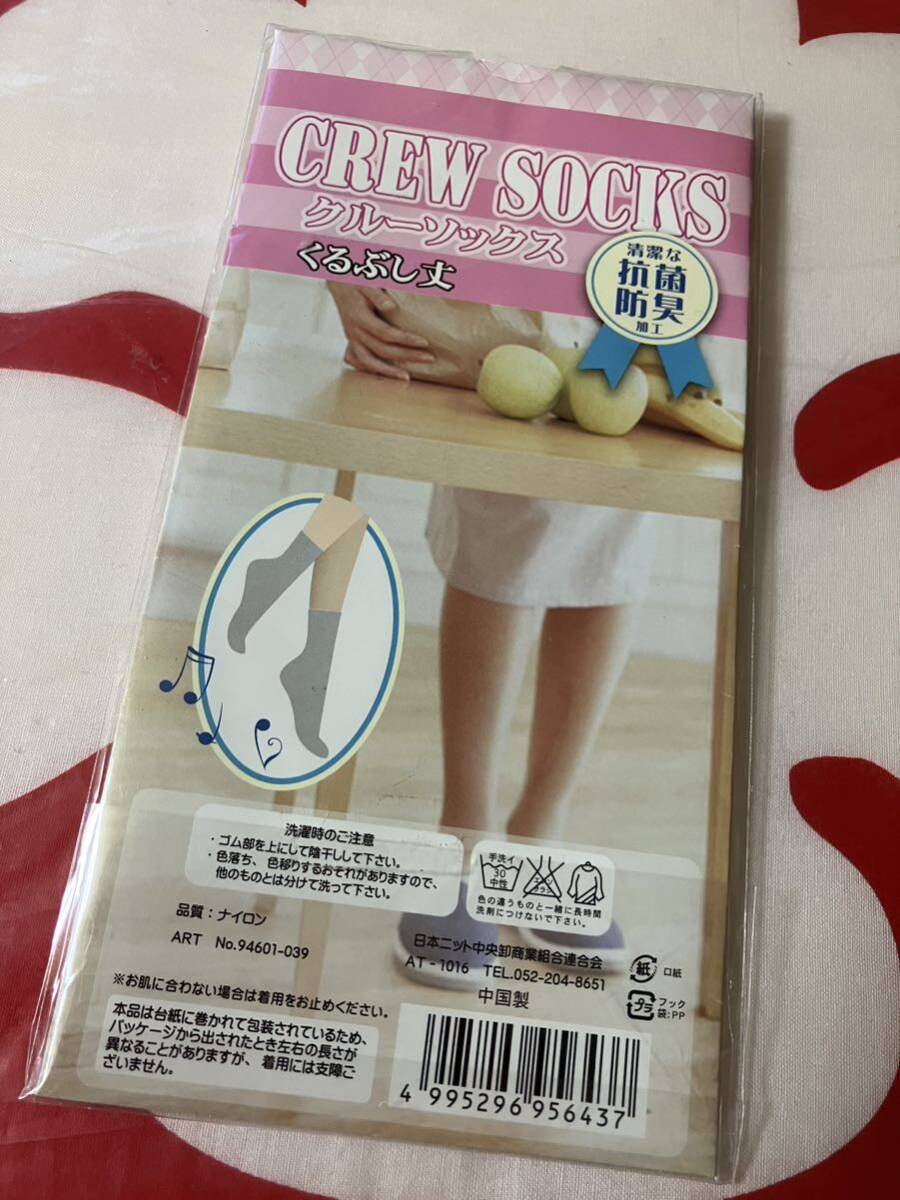 CREW SOCKS
クルーソックス
くるぶし丈
清潔な
抗菌
防臭
加工
洗濯時のご注意
・ゴム部を上にして陰干しして下さい。
・色落ち、色移りするおそれがありますので、
他のものとは分けて洗って下さい。
手洗イ
30
中性
エンソ
サラシ
色の違うものと一緒に長時間
洗剤につけないで下さい。
品質：ナイロン
ART No.94601-039
日本ニット中央卸商業組合連合会
AT-1016 TEL.052-204-8651
中国製
紙 口紙
プラ フック
袋:PP
※お肌に合わない場合は着用をお止めください。
本品は台紙に巻かれて包装されているため、
パッケージから出されたとき左右の長さが
異なることがありますが、着用には支障ご
ざいません。
4 995296 956437